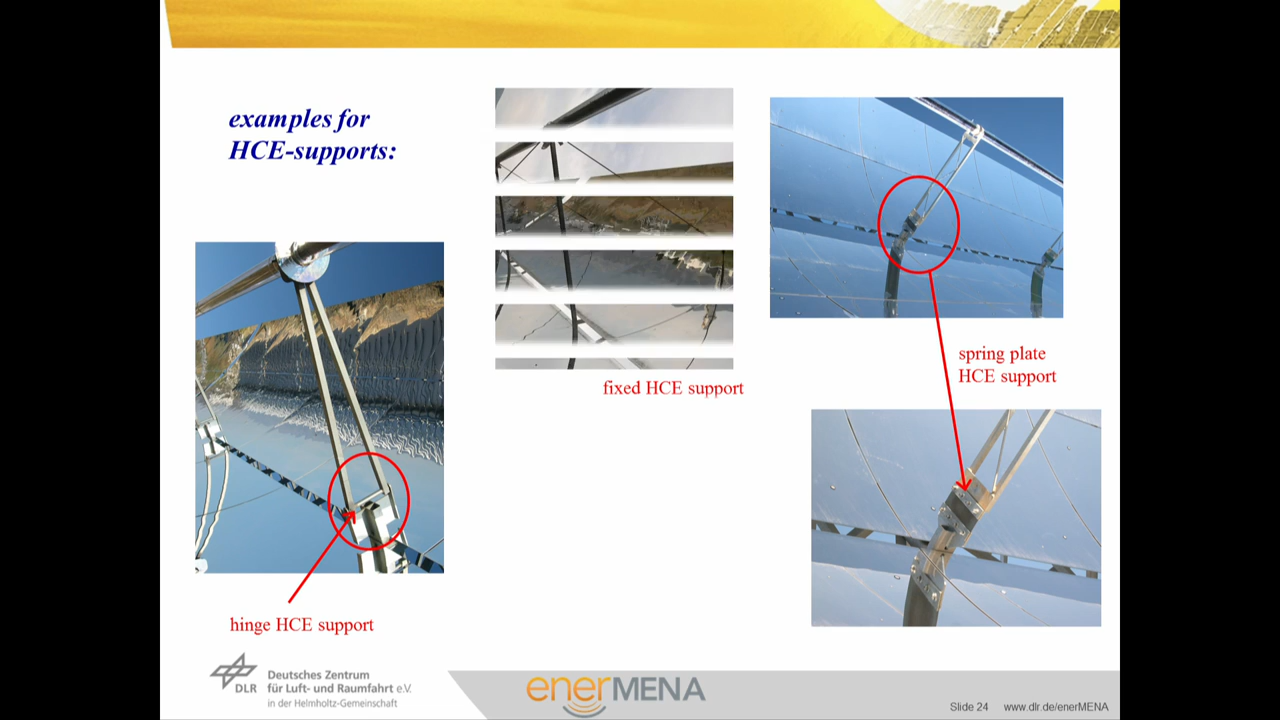 examples for
HCE-supports:
fixed HCE support
spring plate
HCE support
hinge HCE support
DLR
Deutsches Zentrum
für Luft- und Raumfahrt e.V.
in der Helmholtz-Gemeinschaft
enerMENA
Slide 24 www.dlr.de/enerMENA